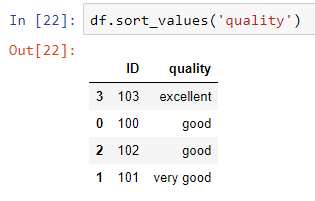 In [22]: df.sort_values('quality')
Out[22]:
ID quality
3 103 excellent
0 100 good
2 102 good
1 101 very good